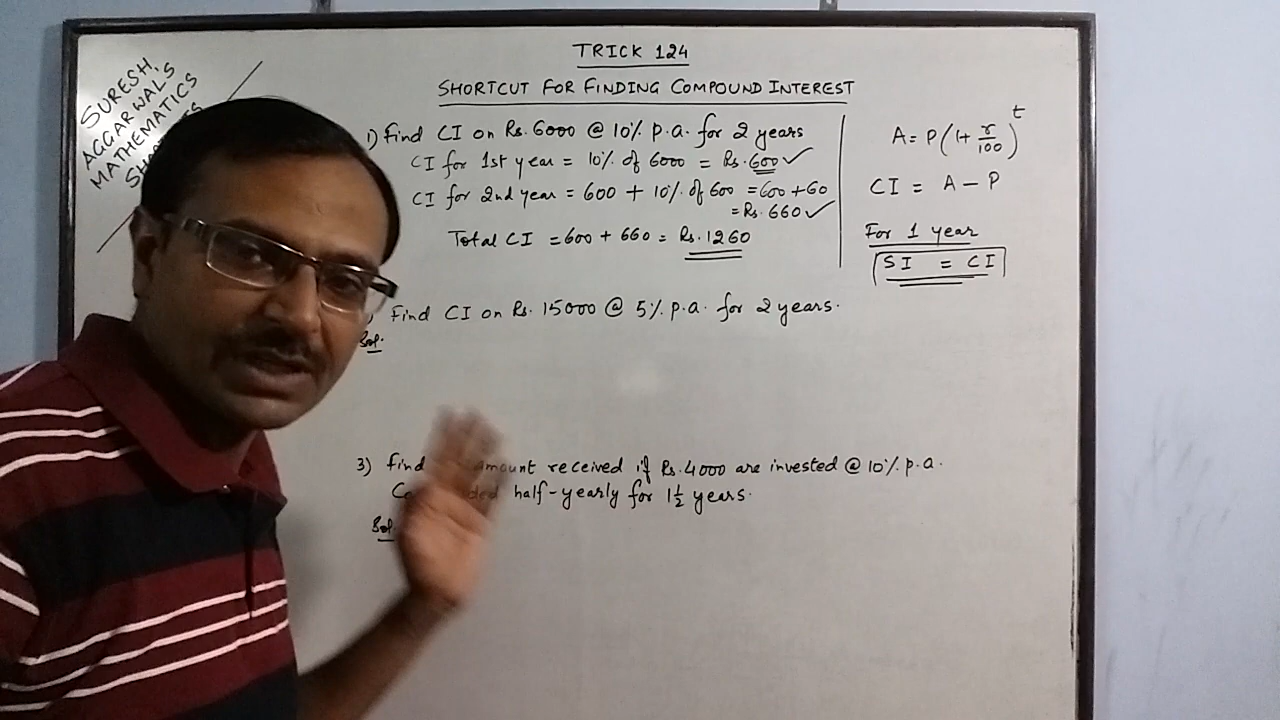 SURESH
AGGARWAL'S
MATHEMATICS
TRICK 124
SHORTCUT FOR FINDING COMPOUND INTEREST
1) Find CI on Rs. 6000 @ 10% p.a. for 2 years
CI for 1st year = 10% of 6000 = Rs. 600 ✓
CI for 2nd year = 600 + 10% of 600 = 600 + 60
= Rs. 660 ✓
Total CI = 600 + 660 = Rs. 1260
A = P(1 + r/100)^t
CI = A - P
For 1 year
SI = CI
Find CI on Rs. 15000 @ 5% p.a. for 2 years.
Sol.
3) Find amount received if Rs. 4000 are invested @ 10% p.a.
half-yearly for 1 1/2 years.
Sol.